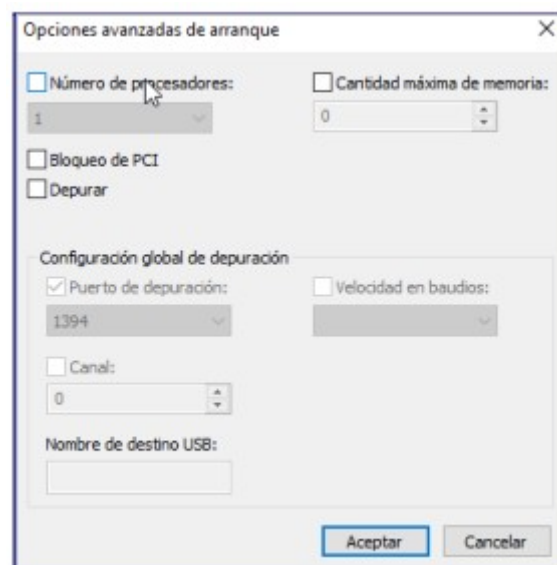 Opciones avanzadas de arranque
Número de procesadores:
Cantidad máxima de memoria:
1
0
Bloqueo de PCI
Depurar
Configuración global de depuración
Puerto de depuración:
Velocidad en baudios:
1394
Canal:
0
Nombre de destino USB:
Aceptar
Cancelar